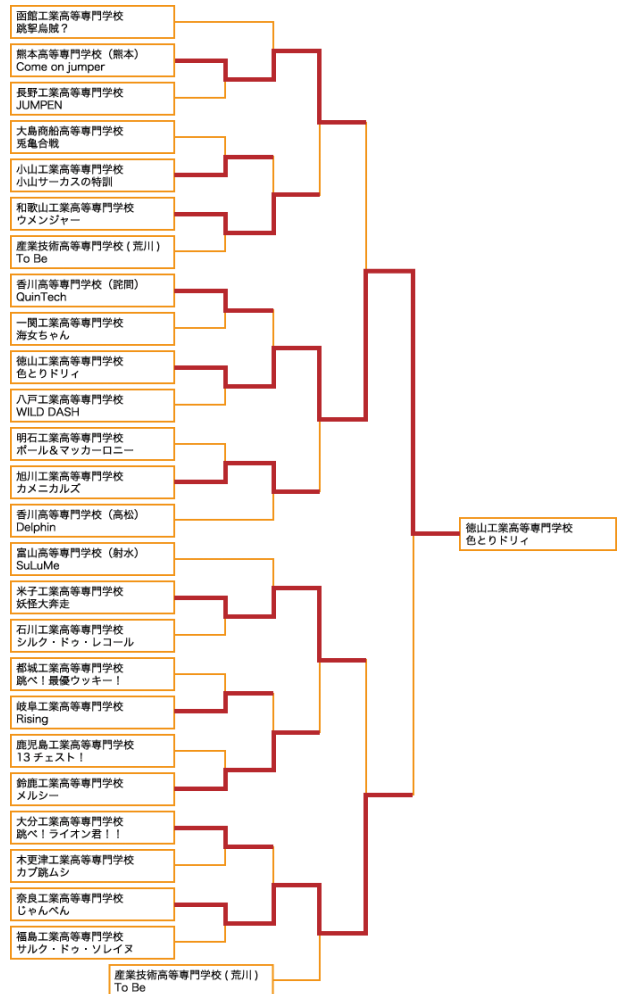 函館工業高等専門学校
跳撃烏賊？
熊本高等専門学校（熊本）
Come on jumper
長野工業高等専門学校
JUMPEN
大島商船高等専門学校
兎亀合戦
小山工業高等専門学校
小山サーカスの特訓
和歌山工業高等専門学校
ウメンジャー
産業技術高等専門学校 ( 荒川 )
To Be
香川高等専門学校（詫間）
QuinTech
一関工業高等専門学校
海女ちゃん
徳山工業高等専門学校
色とりドリィ
八戸工業高等専門学校
WILD DASH
明石工業高等専門学校
ポール＆マッカーロニー
旭川工業高等専門学校
カメニカルズ
香川高等専門学校（高松）
Delphin
徳山工業高等専門学校
色とりドリィ
富山高等専門学校（射水）
SuLuMe
米子工業高等専門学校
妖怪大奔走
石川工業高等専門学校
シルク・ドゥ・レコール
都城工業高等専門学校
跳べ！最優ウッキー！
岐阜工業高等専門学校
Rising
鹿児島工業高等専門学校
13 チェスト！
鈴鹿工業高等専門学校
メルシー
大分工業高等専門学校
跳べ！ライオン君！！
木更津工業高等専門学校
カブ跳ムシ
奈良工業高等専門学校
じゃんぺん
福島工業高等専門学校
サルク・ドゥ・ソレイヌ
産業技術高等専門学校 ( 荒川 )
To Be